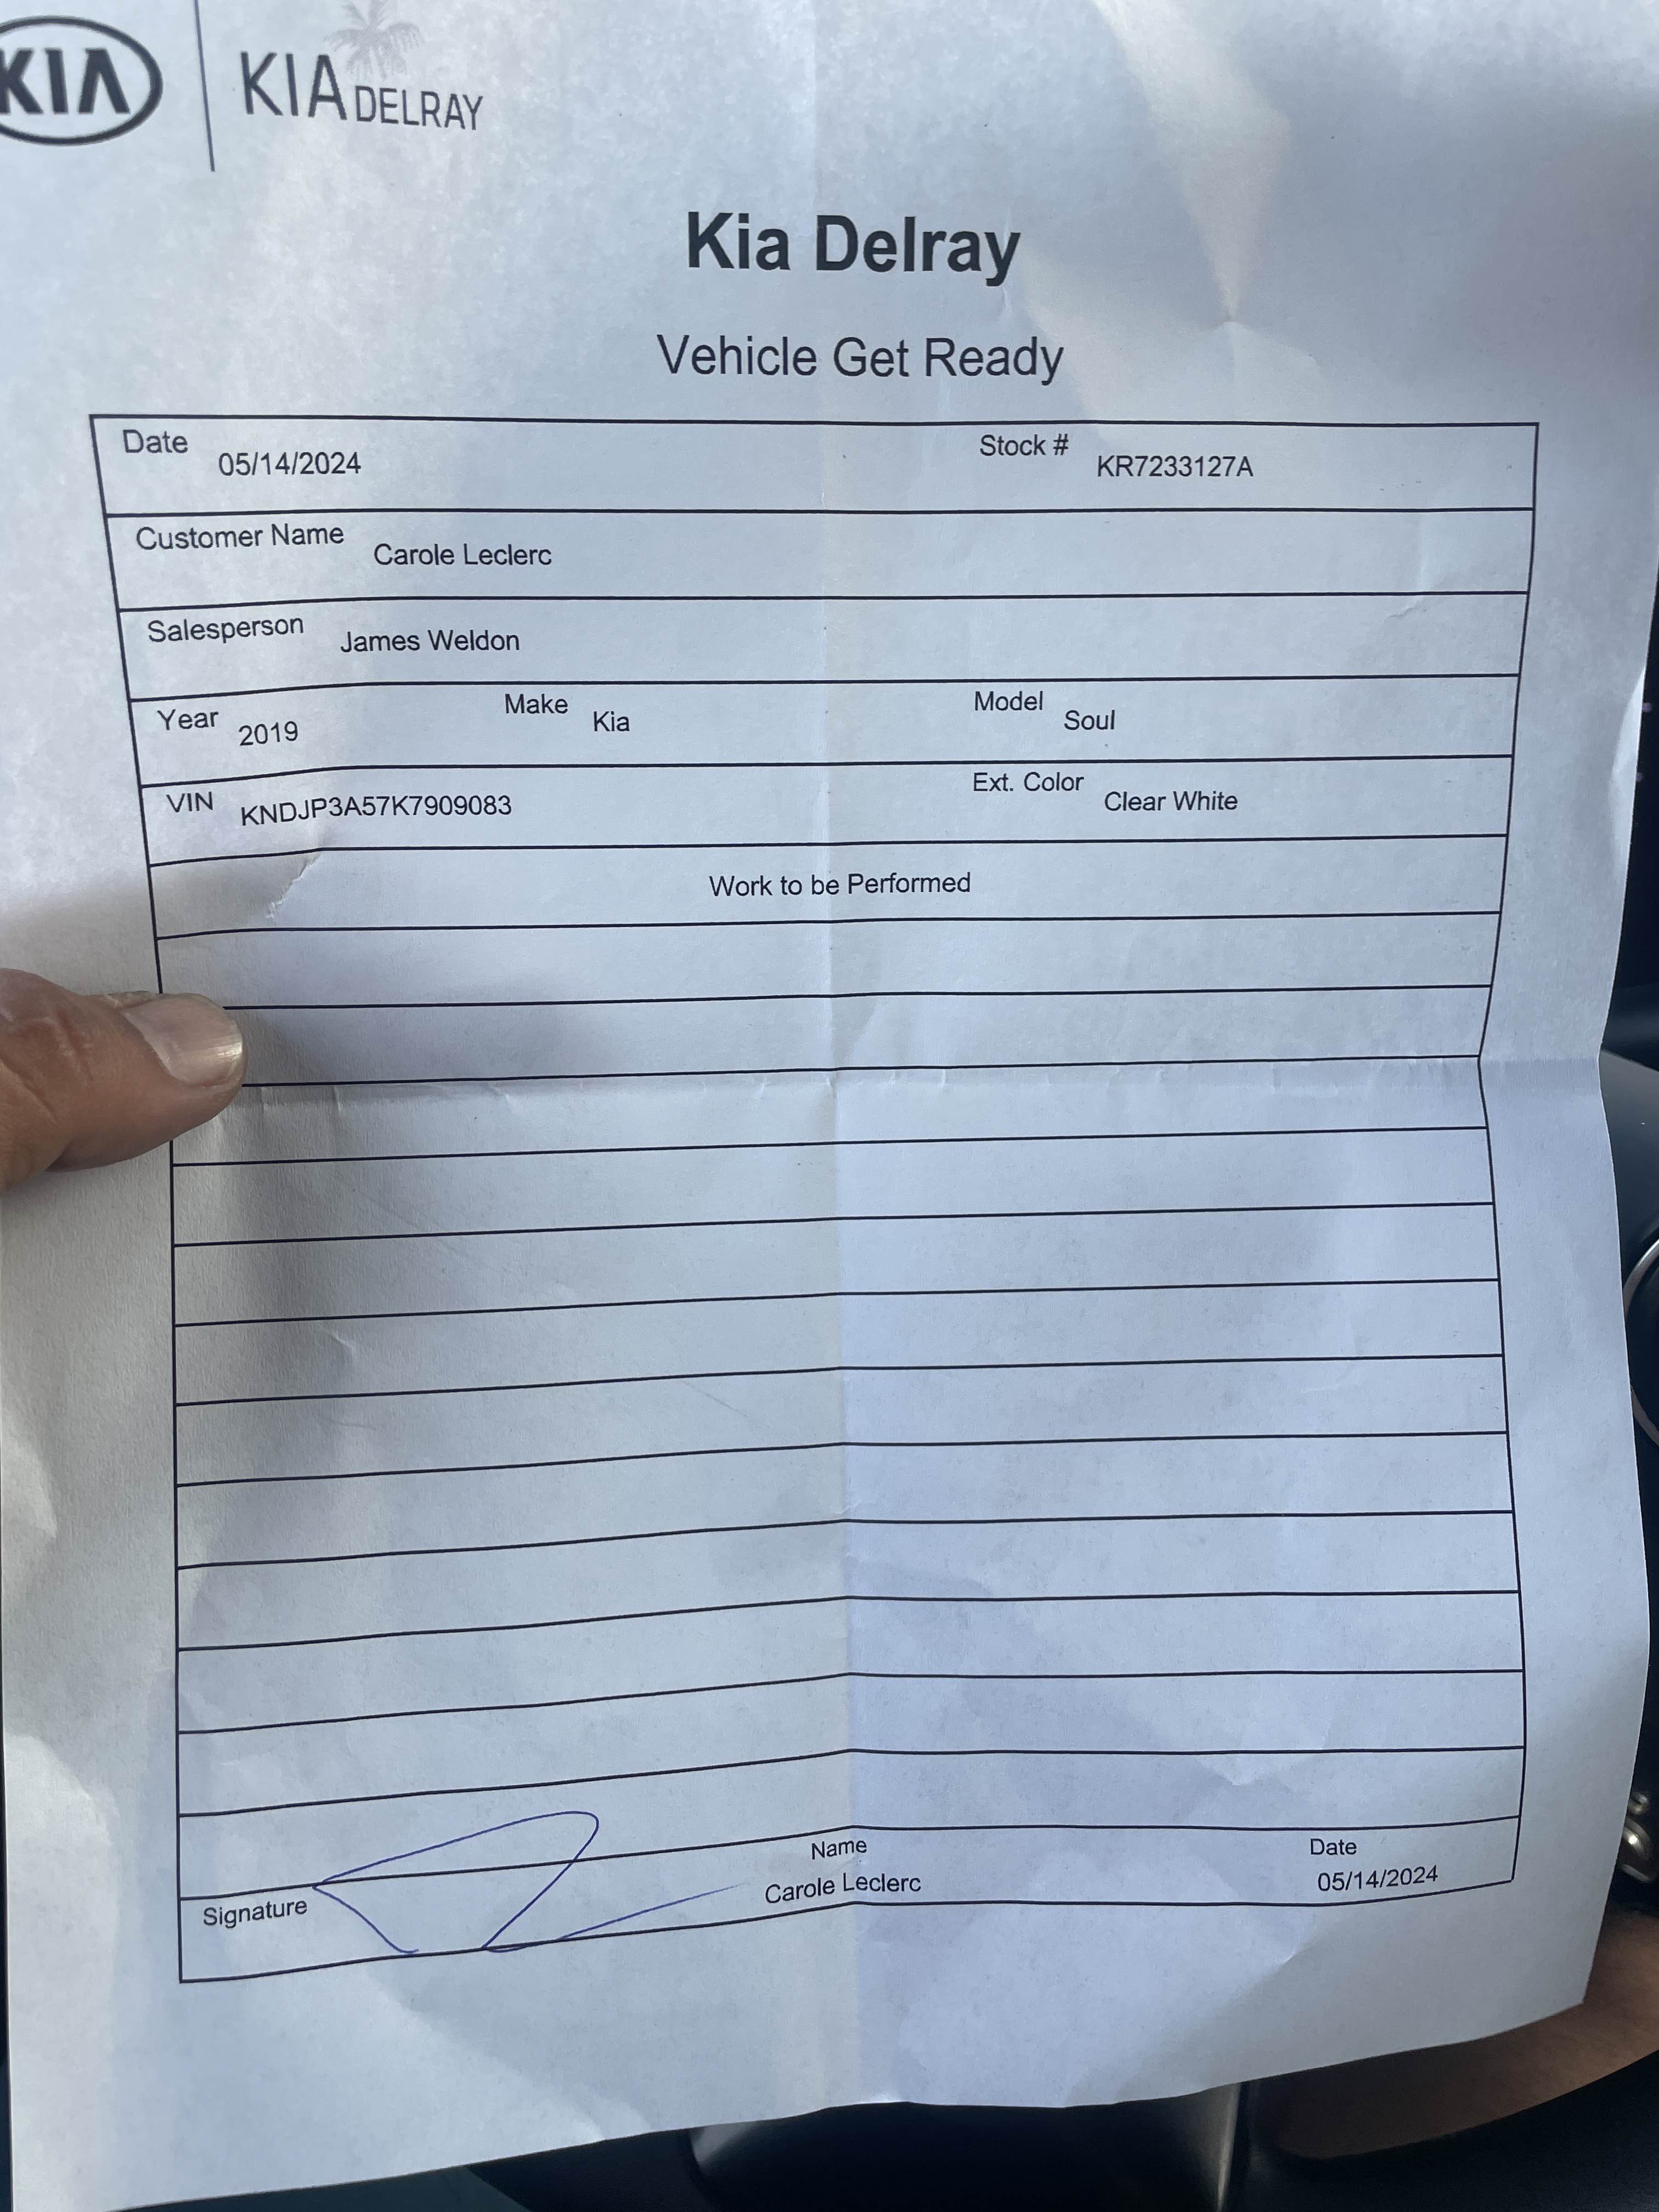 KIA KIA DELRAY
Kia Delray
Vehicle Get Ready
Date 05/14/2024 Stock # KR7233127A
Customer Name Carole Leclerc
Salesperson James Weldon
Year 2019 Make Kia Model Soul
VIN KNDJP3A57K7909083 Ext. Color Clear White
Work to be Performed
Signature Name Carole Leclerc Date 05/14/2024